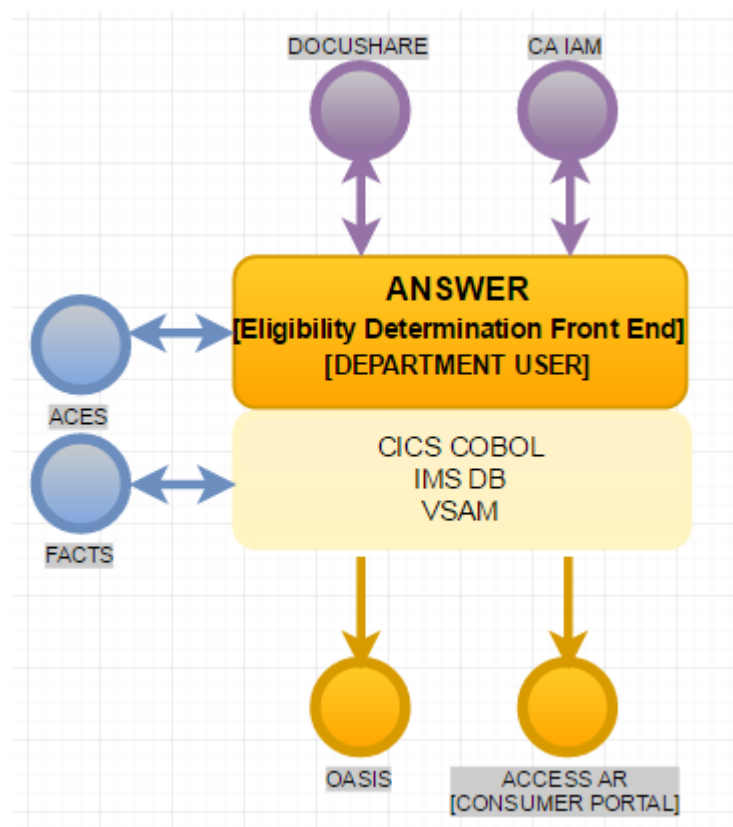 DOCUSHARE
CA IAM
ANSWER
[Eligibility Determination Front End]
[DEPARTMENT USER]
ACES
CICS COBOL
IMS DB
VSAM
FACTS
OASIS
ACCESS AR
[CONSUMER PORTAL]